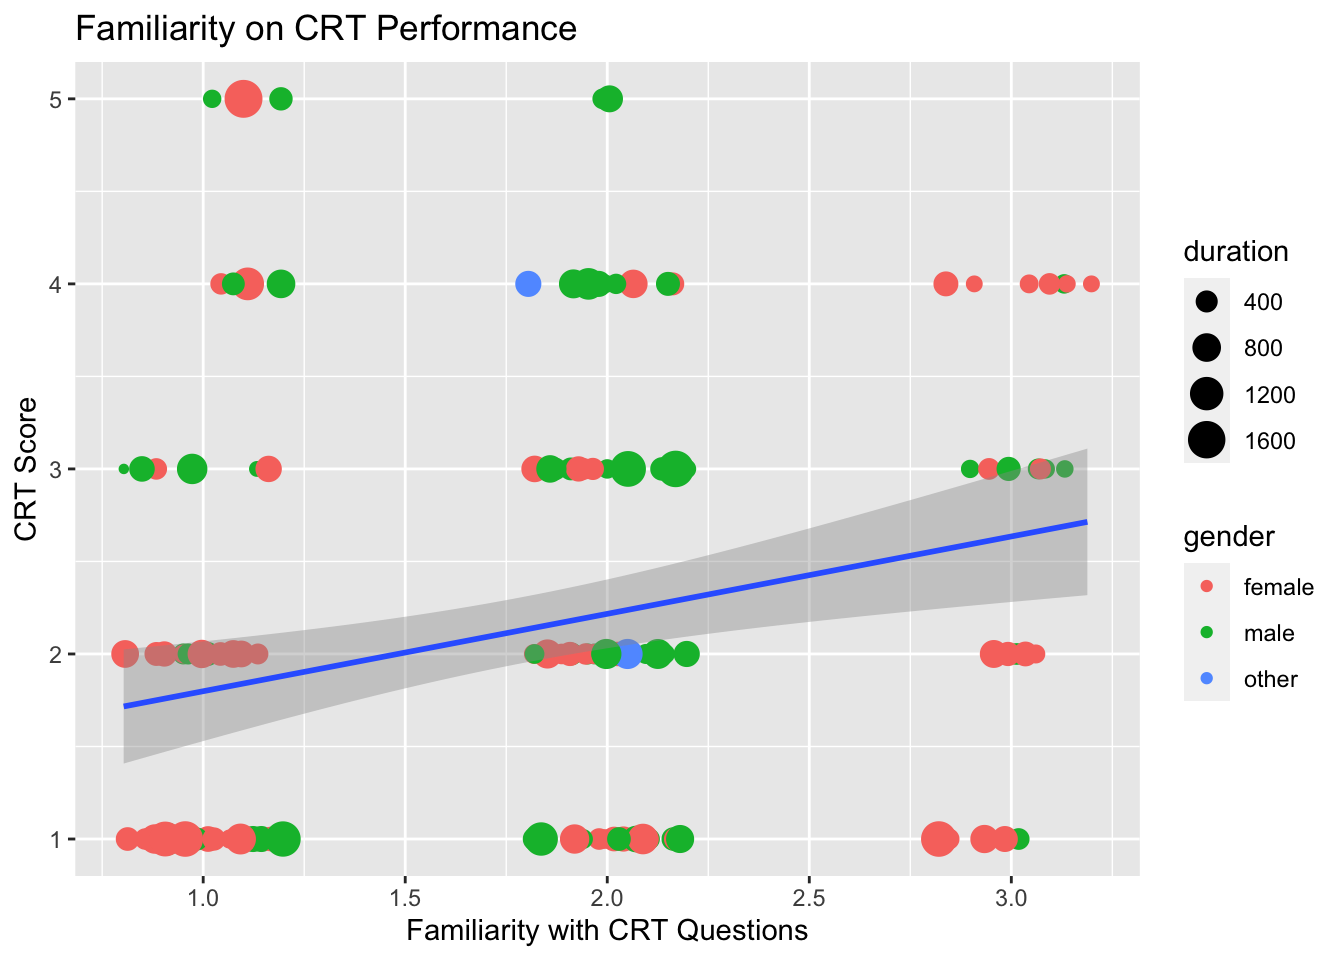 Familiarity on CRT Performance
5
4
3
2
1
CRT Score
1.0 1.5 2.0 2.5 3.0
Familiarity with CRT Questions
duration
400
800
1200
1600
gender
female
male
other